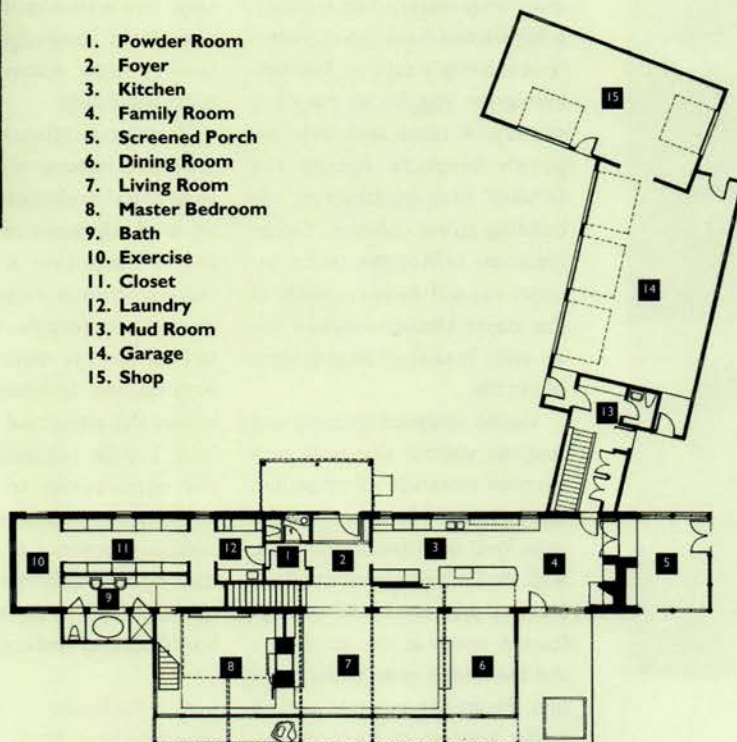 1. Powder Room
2. Foyer
3. Kitchen
4. Family Room
5. Screened Porch
6. Dining Room
7. Living Room
8. Master Bedroom
9. Bath
10. Exercise
11. Closet
12. Laundry
13. Mud Room
14. Garage
15. Shop
15
14
13
10
11
12
1
2
3
4
5
9
8
7
6